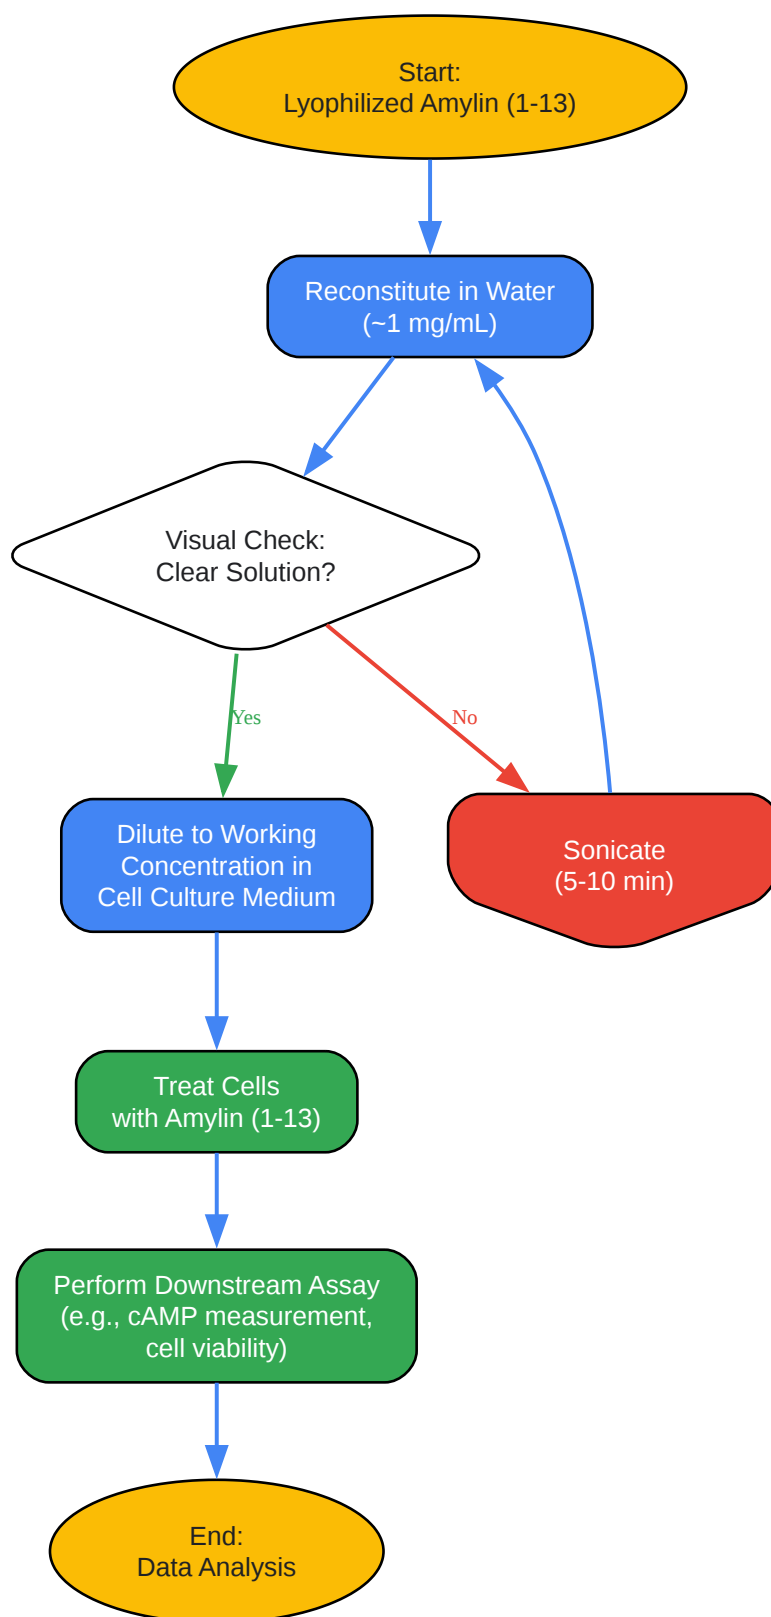 Start:
Lyophilized Amylin (1-13)
Reconstitute in Water
(~1 mg/mL)
Visual Check:
Clear Solution?
Yes
No
Dilute to Working
Concentration in
Cell Culture Medium
Sonicate
(5-10 min)
Treat Cells
with Amylin (1-13)
Perform Downstream Assay
(e.g., cAMP measurement,
cell viability)
End:
Data Analysis